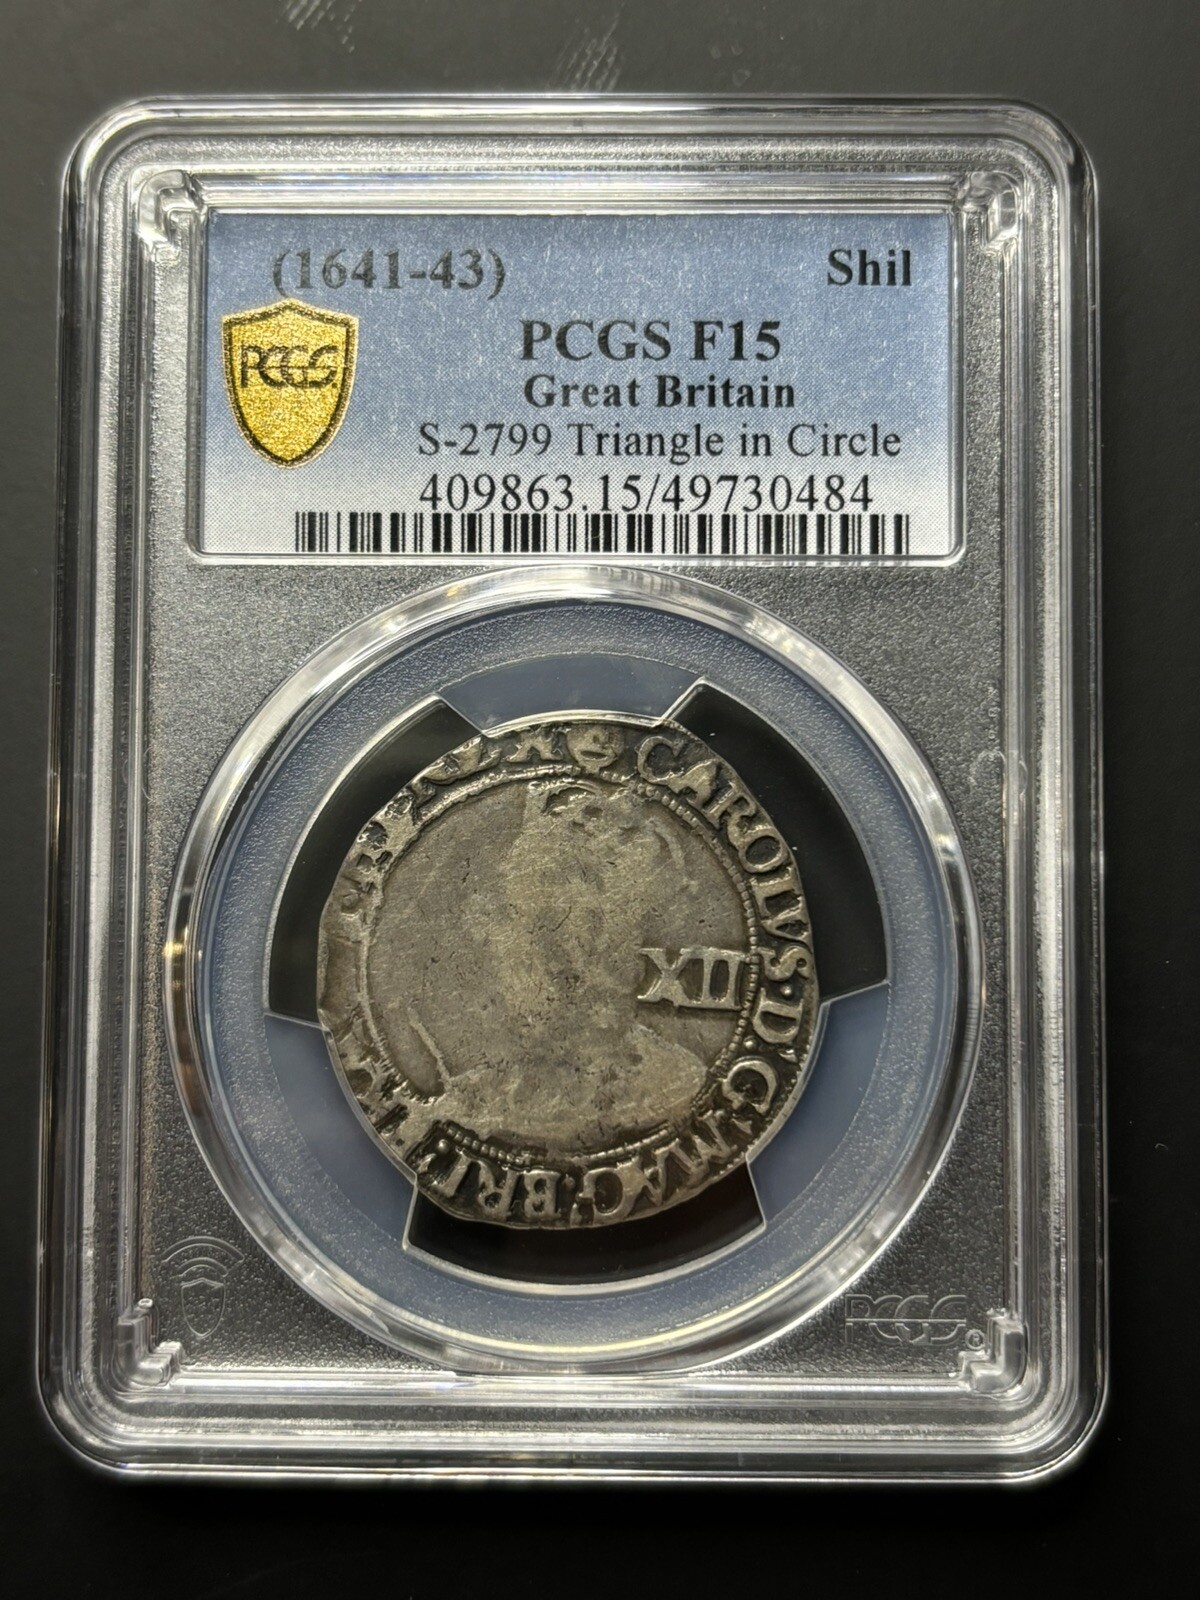 (1641-43) Shil
PCGS
PCGS F15
Great Britain
S-2799 Triangle in Circle
409863.15/49730484
CAROLVS·D:G:MAG:BRI:
XII
PCGS